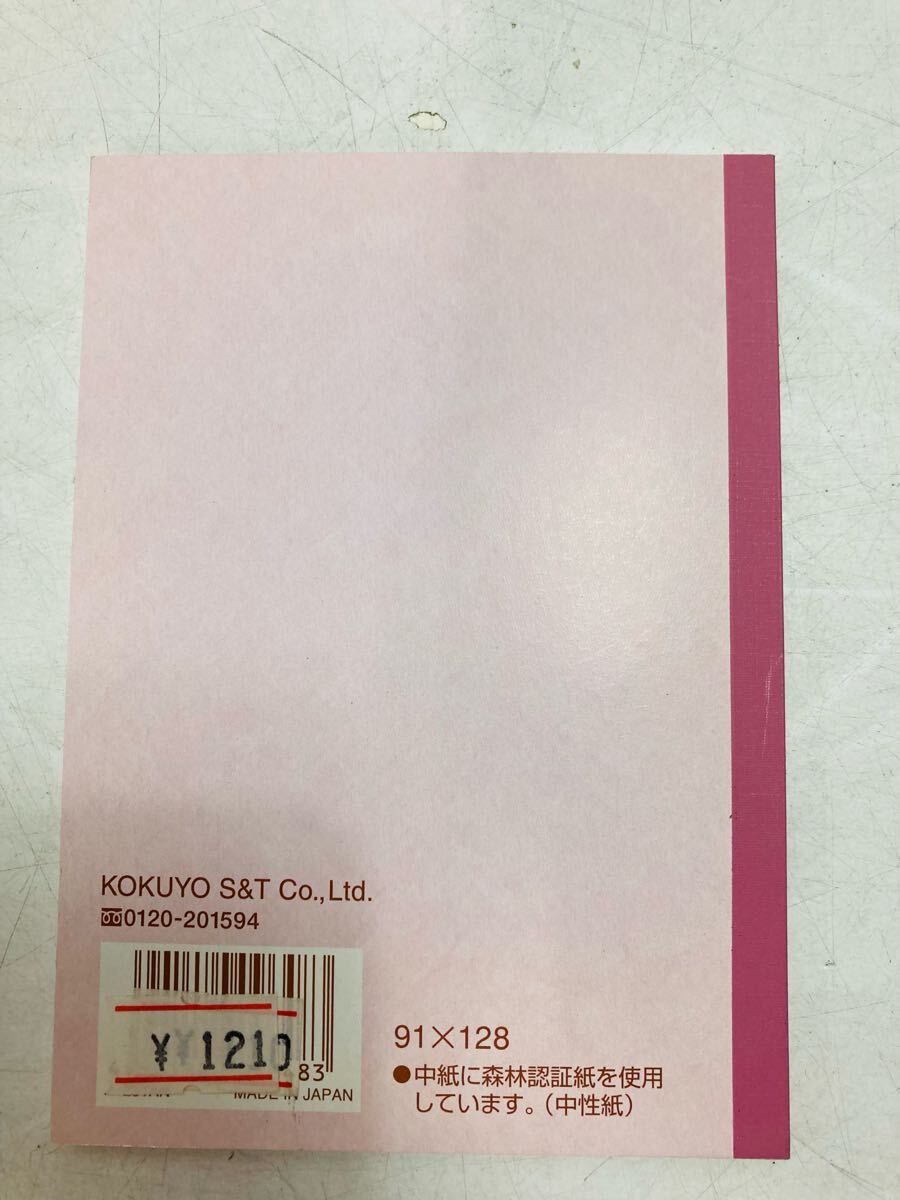 KOKUYO S&T Co.,Ltd.
0120-201594
¥ ¥1210
83
MADE IN JAPAN
91×128
●中紙に森林認証紙を使用
しています。（中性紙）